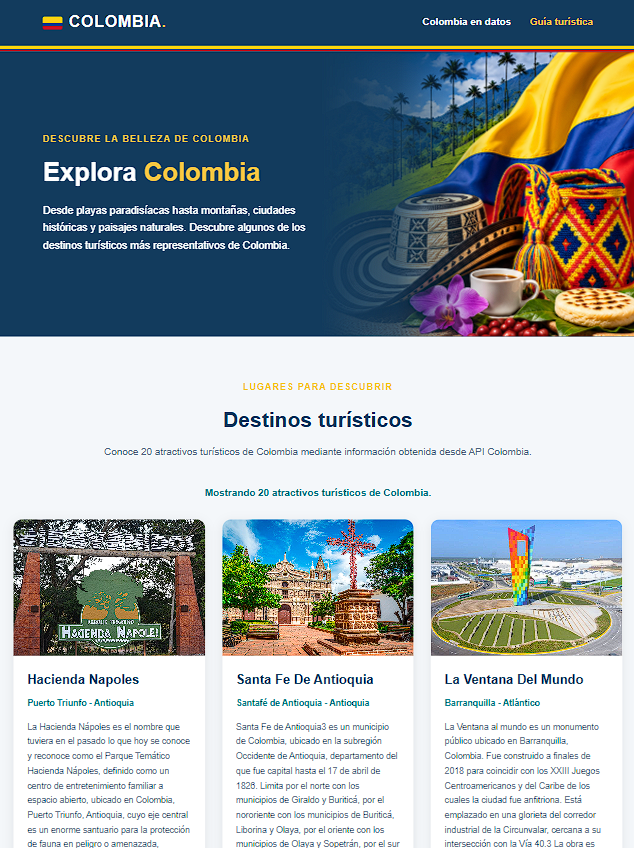 COLOMBIA.
Colombia en datos
Guía turística
DESCUBRE LA BELLEZA DE COLOMBIA
Explora Colombia
Desde playas paradisíacas hasta montañas, ciudades
históricas y paisajes naturales. Descubre algunos de los
destinos turísticos más representativos de Colombia.
LUGARES PARA DESCUBRIR
Destinos turísticos
Conoce 20 atractivos turísticos de Colombia mediante información obtenida desde API Colombia.
Mostrando 20 atractivos turísticos de Colombia.
HACIENDA NAPOLES
Hacienda Napoles
Puerto Triunfo - Antioquia
La Hacienda Nápoles es el nombre que
tuviera en el pasado lo que hoy se conoce
y reconoce como el Parque Temático
Hacienda Nápoles, definido como un
centro de entretenimiento familiar a
espacio abierto, ubicado en Colombia,
Puerto Triunfo, Antioquia, cuyo eje central
es un enorme santuario para la protección
de fauna en peligro o amenazada,
Santa Fe De Antioquia
Santafé de Antioquia - Antioquia
Santa Fe de Antioquia3 es un municipio
de Colombia, ubicado en la subregión
Occidente de Antioquia, departamento del
que fue capital hasta el 17 de abril de
1826. Limita por el norte con los
municipios de Giraldo y Buriticá, por el
nororiente con los municipios de Buriticá,
Liborina y Olaya, por el oriente con los
municipios de Olaya y Sopetrán, por el sur
La Ventana Del Mundo
Barranquilla - Atlántico
La Ventana al mundo es un monumento
público ubicado en Barranquilla,
Colombia. Fue construido a finales de
2018 para coincidir con los XXIII Juegos
Centroamericanos y del Caribe de los
cuales la ciudad fue anfitriona. Está
emplazado en una glorieta del corredor
industrial de la Circunvalar, cercana a su
intersección con la Vía 40.3 La obra es